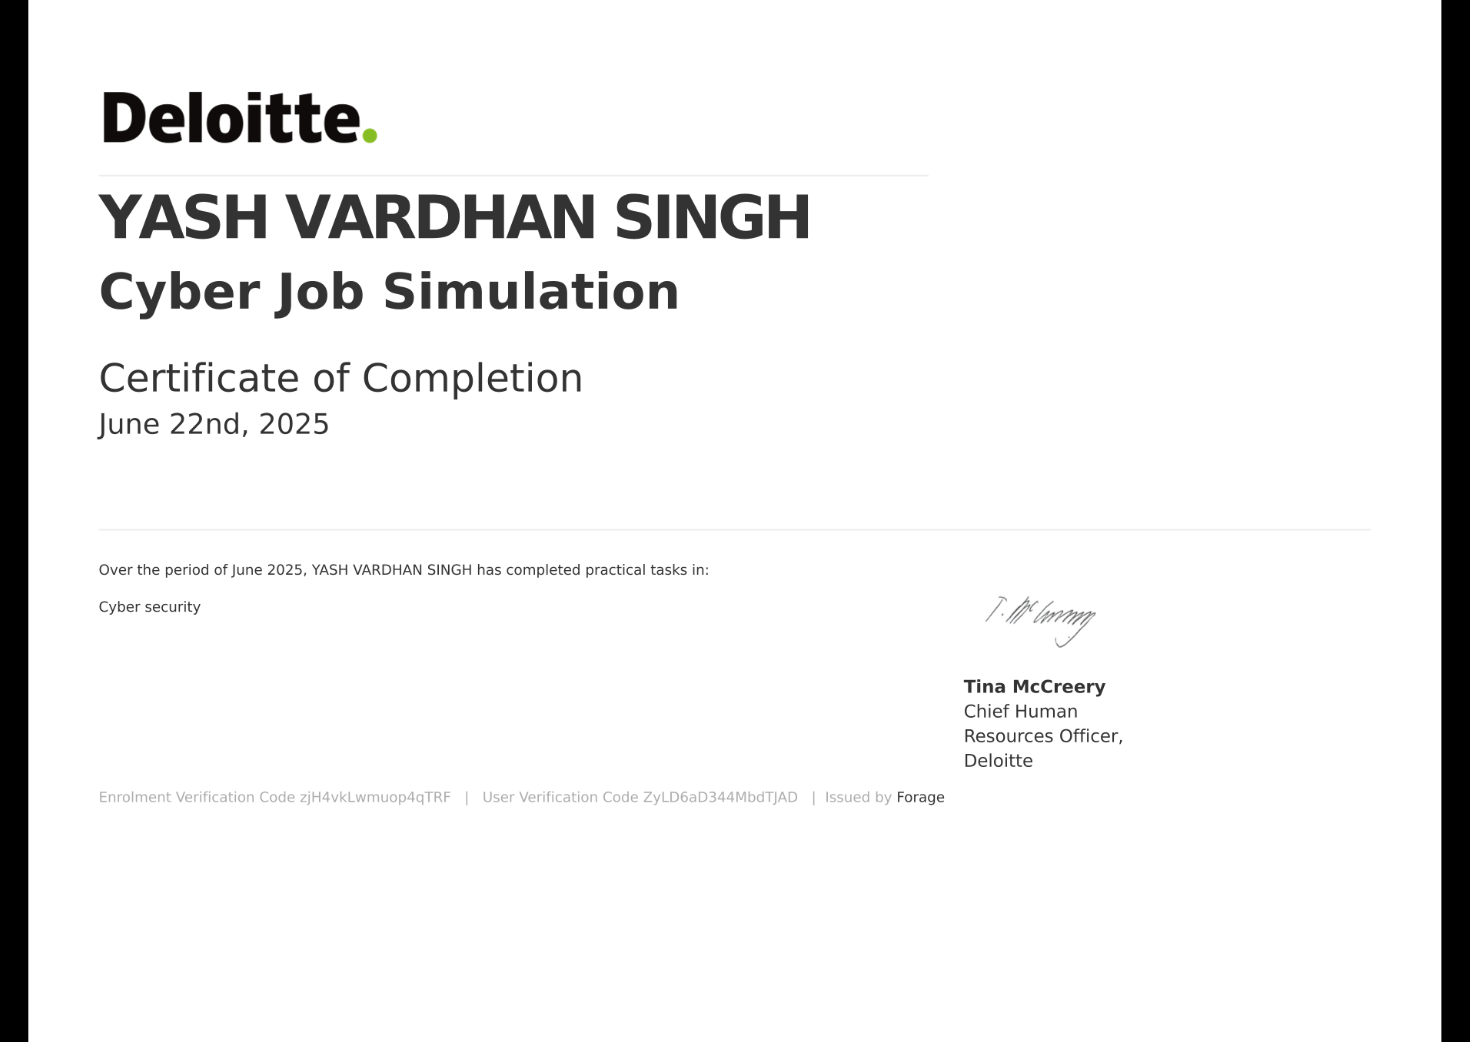 Deloitte.
YASH VARDHAN SINGH
Cyber Job Simulation
Certificate of Completion
June 22nd, 2025
Over the period of June 2025, YASH VARDHAN SINGH has completed practical tasks in:
Cyber security
T. McCreery
Tina McCreery
Chief Human
Resources Officer,
Deloitte
Enrolment Verification Code zjH4vkLwmuop4qTRF | User Verification Code ZyLD6aD344MbdTJAD | Issued by Forage